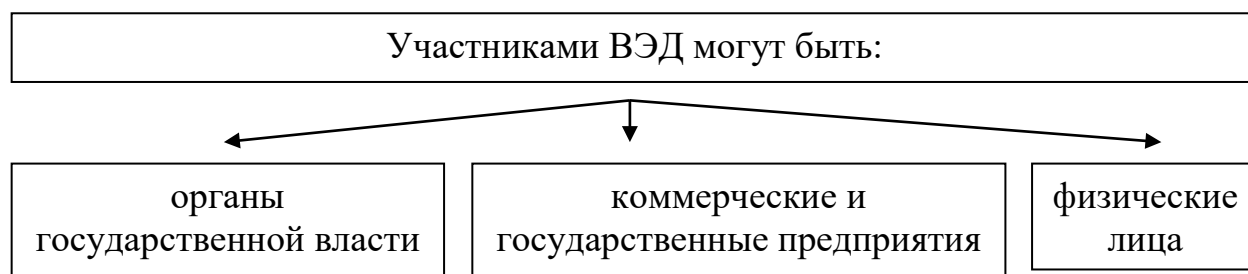 Участниками ВЭД могут быть:
органы
государственной власти
коммерческие и
государственные предприятия
физические
лица